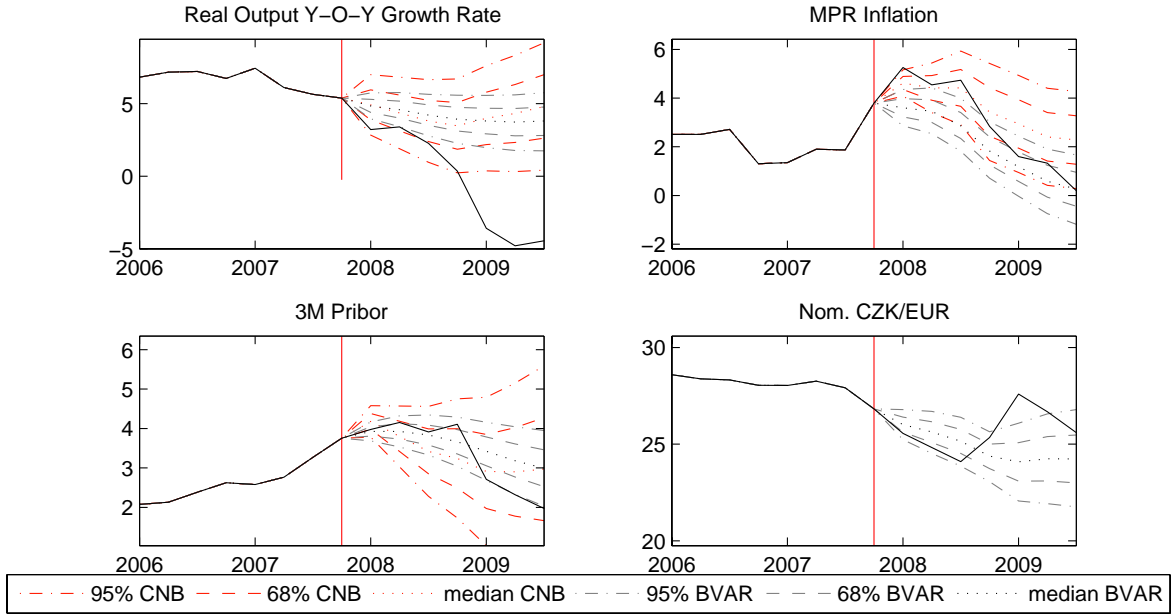 Real Output Y−O−Y Growth Rate
5
0
−5
2006 2007 2008 2009
MPR Inflation
6
4
2
0
−2
2006 2007 2008 2009
3M Pribor
6
5
4
3
2
2006 2007 2008 2009
Nom. CZK/EUR
30
25
20
2006 2007 2008 2009
95% CNB 68% CNB median CNB 95% BVAR 68% BVAR median BVAR